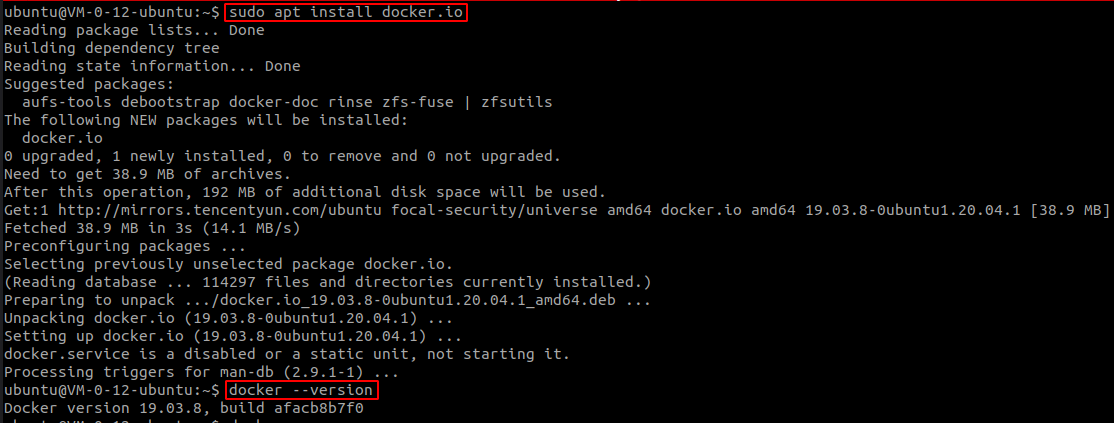 ubuntu@VM-0-12-ubuntu:~$ sudo apt install docker.io
Reading package lists... Done
Building dependency tree
Reading state information... Done
Suggested packages:
  aufs-tools debootstrap docker-doc rinse zfs-fuse | zfsutils
The following NEW packages will be installed:
  docker.io
0 upgraded, 1 newly installed, 0 to remove and 0 not upgraded.
Need to get 38.9 MB of archives.
After this operation, 192 MB of additional disk space will be used.
Get:1 http://mirrors.tencentyun.com/ubuntu focal-security/universe amd64 docker.io amd64 19.03.8-0ubuntu1.20.04.1 [38.9 MB]
Fetched 38.9 MB in 3s (14.1 MB/s)
Preconfiguring packages ...
Selecting previously unselected package docker.io.
(Reading database ... 114297 files and directories currently installed.)
Preparing to unpack .../docker.io_19.03.8-0ubuntu1.20.04.1_amd64.deb ...
Unpacking docker.io (19.03.8-0ubuntu1.20.04.1) ...
Setting up docker.io (19.03.8-0ubuntu1.20.04.1) ...
docker.service is a disabled or a static unit, not starting it.
Processing triggers for man-db (2.9.1-1) ...
ubuntu@VM-0-12-ubuntu:~$ docker --version
Docker version 19.03.8, build afacb8b7f0